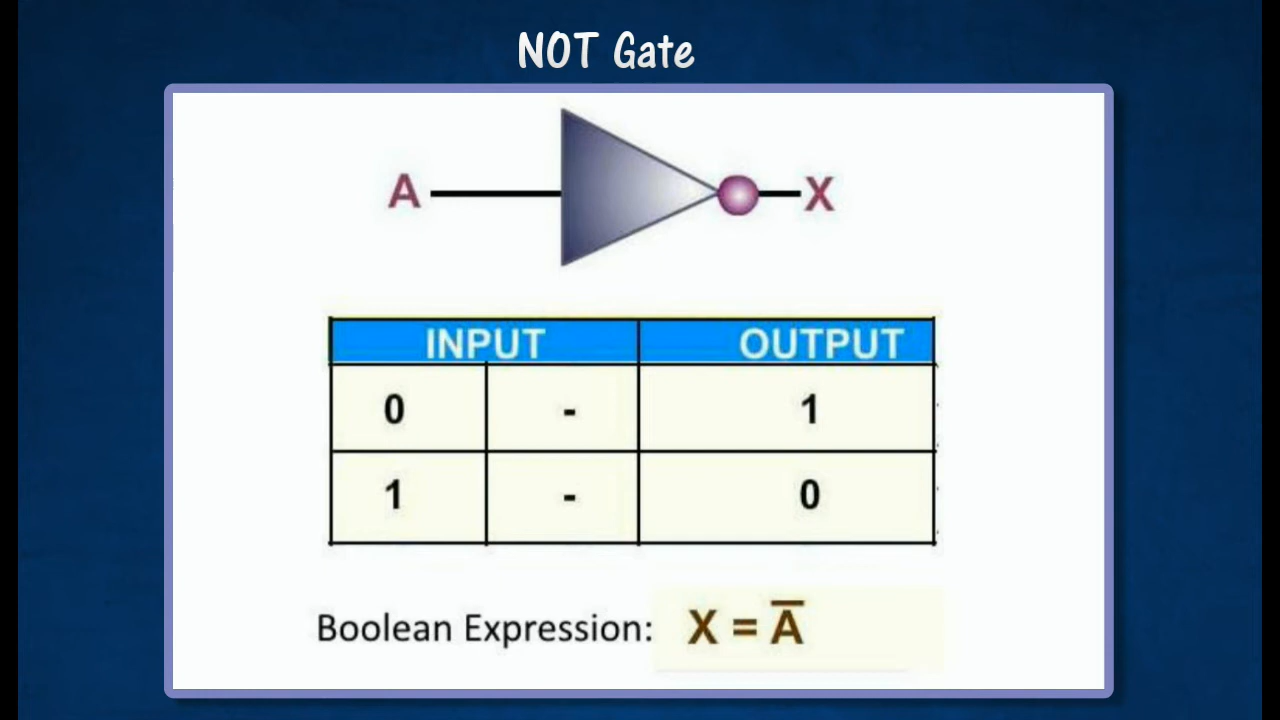 NOT Gate
A X
INPUT OUTPUT
0 - 1
1 - 0
Boolean Expression: X = A̅